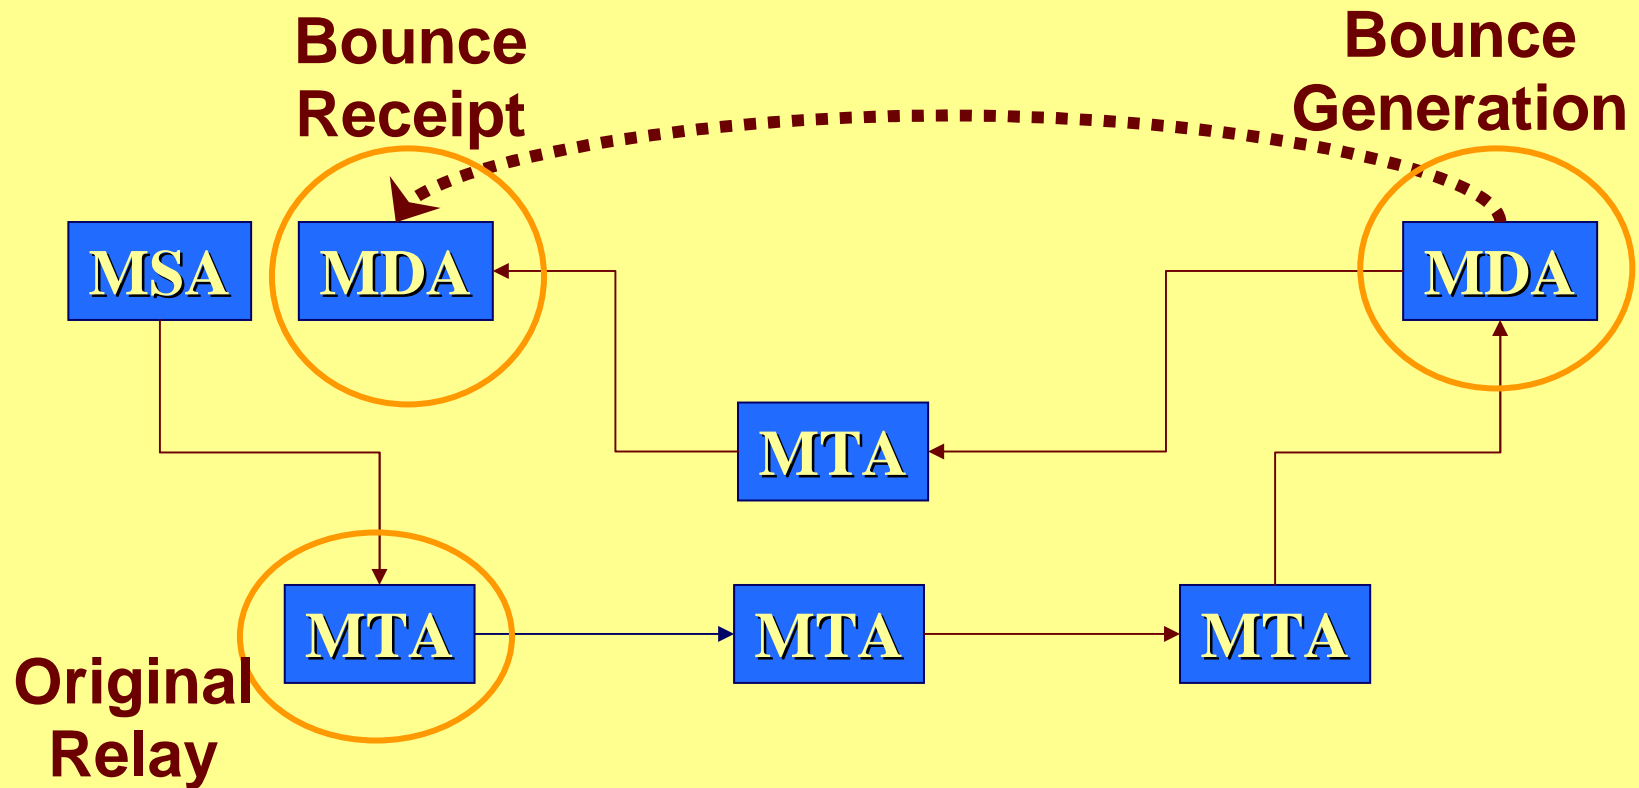 Bounce
Receipt
Bounce
Generation
MSA
MDA
MDA
MTA
MTA
MTA
MTA
Original
Relay